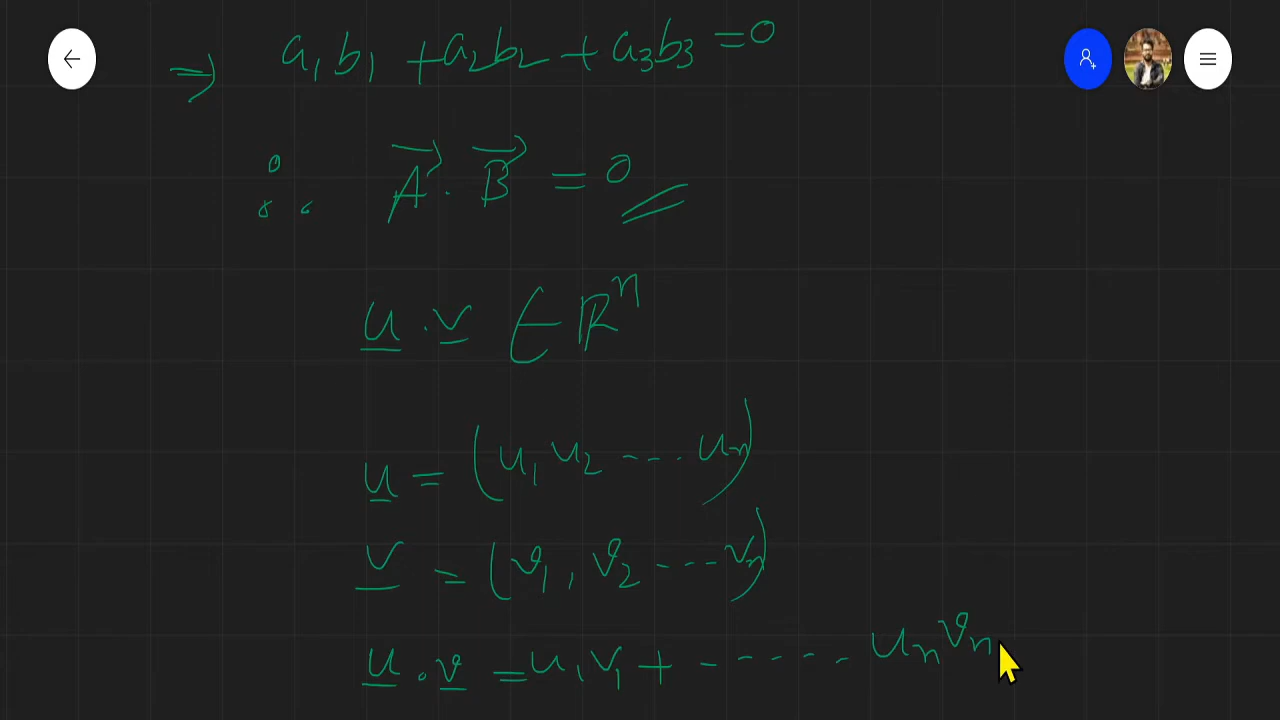 ⇒ a₁b₁ + a₂b₂ + a₃b₃ = 0
∴ A⃗ · B⃗ = 0
u · v ∈ ℝⁿ
u = (u₁ u₂ ---- uₙ)
v = (v₁, v₂ ---- vₙ)
u · v = u₁v₁ + ------ uₙvₙ